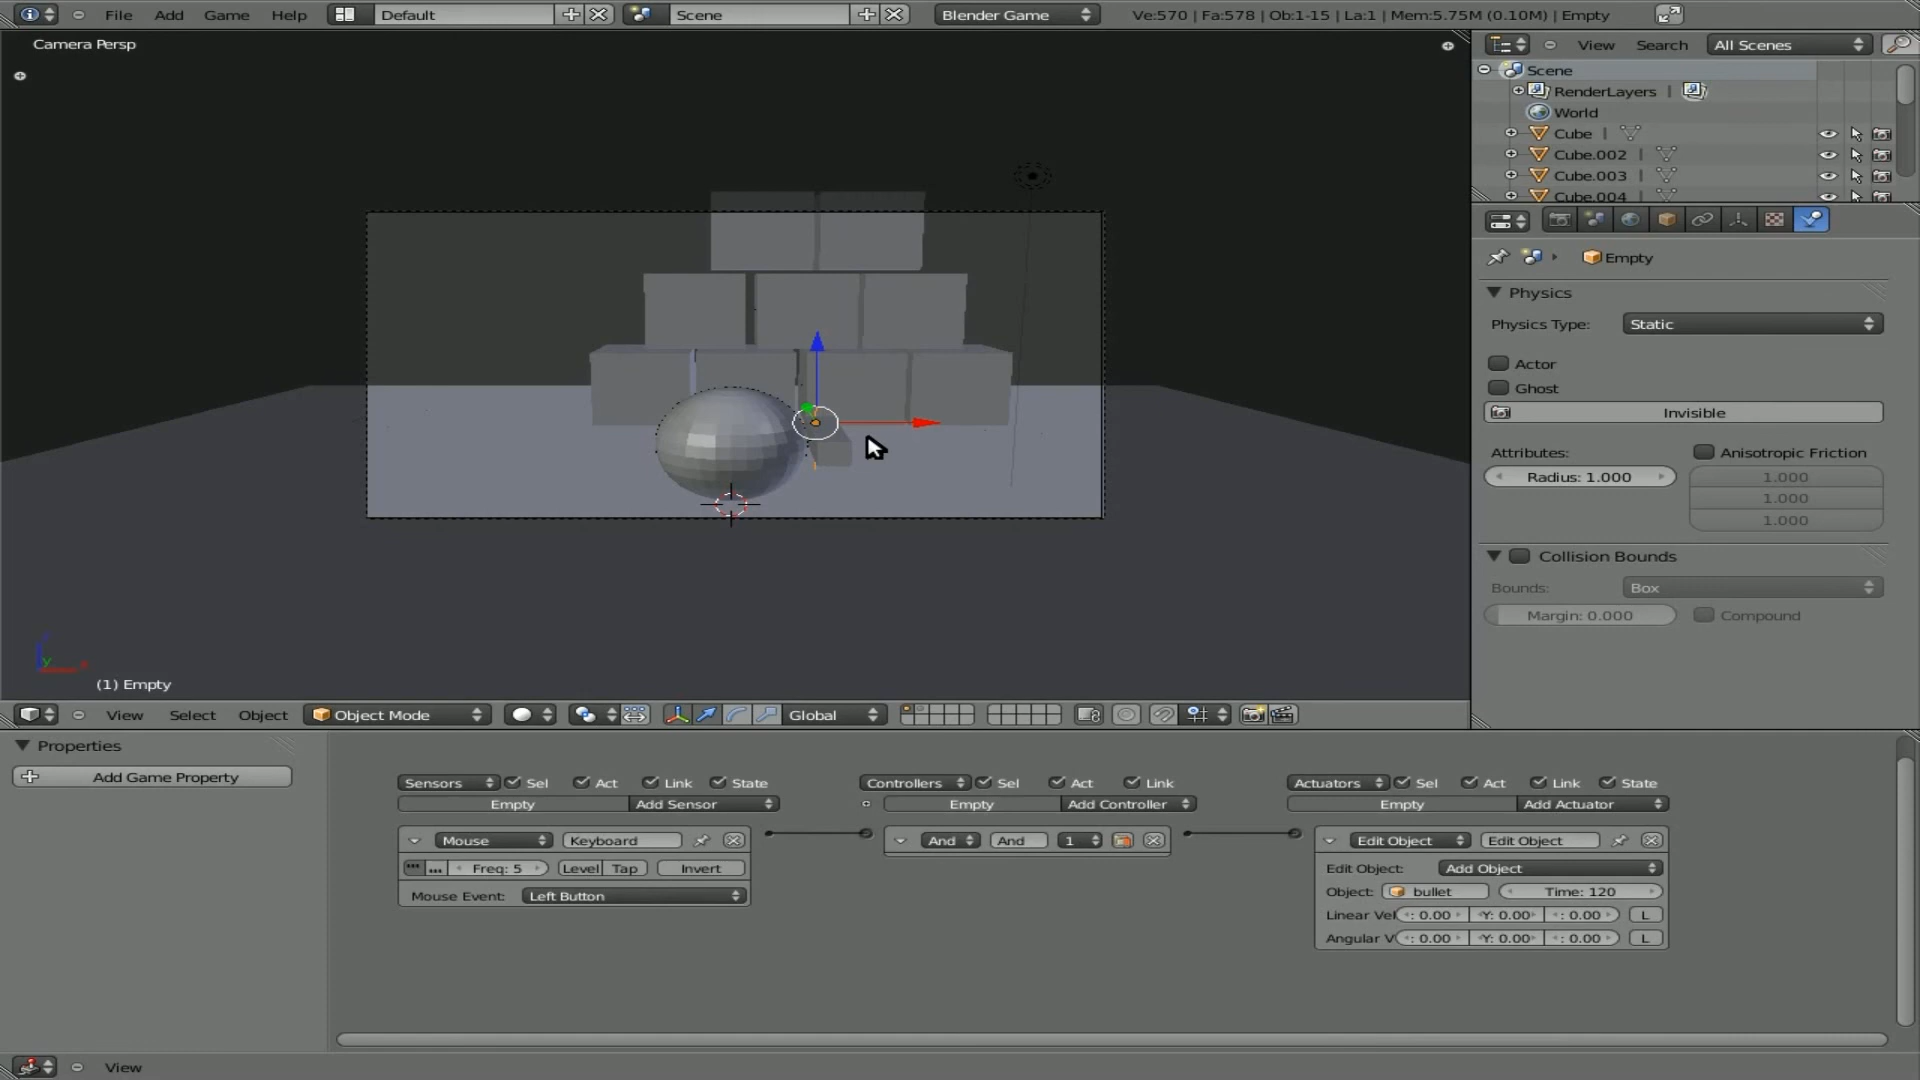 File Add Game Help Default Scene Blender Game Ve:570 | Fa:578 | Ob:1-15 | La:1 | Mem:5.75M (0.10M) | Empty
Camera Persp
View Search All Scenes
Scene
RenderLayers |
World
Cube |
Cube.002 |
Cube.003 |
Cube.004 |
Empty
Physics
Physics Type: Static
Actor
Ghost
Invisible
Attributes: Anisotropic Friction
Radius: 1.000 1.000
1.000
1.000
Collision Bounds
Bounds: Box
Margin: 0.000 Compound
y
(1) Empty
View Select Object Object Mode Global
Properties
Add Game Property
Sensors Sel Act Link State Controllers Sel Act Link Actuators Sel Act Link State
Empty Add Sensor Empty Add Controller Empty Add Actuator
Mouse Keyboard And And 1 Edit Object Edit Object
Freq: 5 Level Tap Invert Edit Object: Add Object
Mouse Event: Left Button Object: bullet Time: 120
Linear Vel : 0.00 Y: 0.00 : 0.00 L
Angular V : 0.00 Y: 0.00 : 0.00 L
View